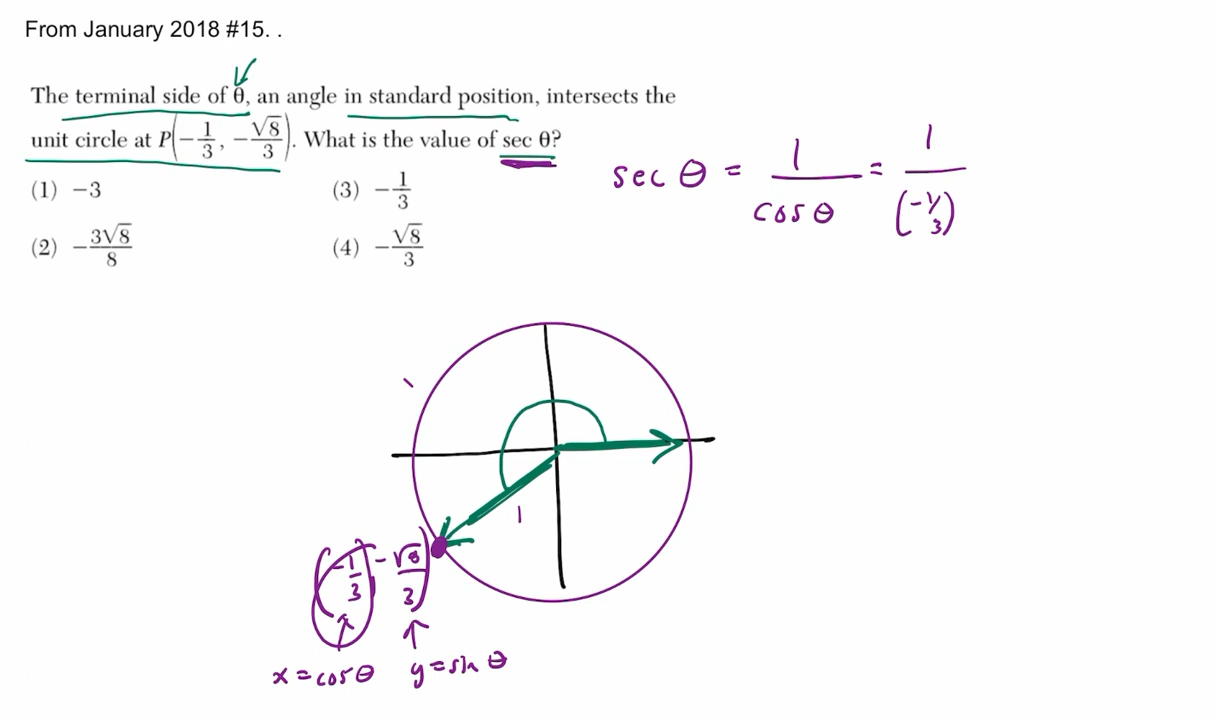 From January 2018 #15. .
The terminal side of θ, an angle in standard position, intersects the
unit circle at P(-1/3, -√8/3). What is the value of sec θ?
(1) -3
(3) -1/3
(2) -3√8/8
(4) -√8/3
sec θ = 1/cos θ = 1/(-1/3)
1
(-1/3, -√8/3)
x = cos θ y = sin θ